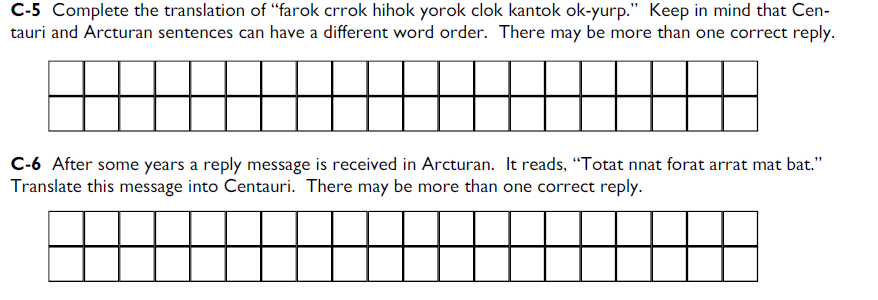 C-5 Complete the translation of “farok crrok hihok yorok clok kantok ok-yurp.” Keep in mind that Cen-
tauri and Arcturan sentences can have a different word order. There may be more than one correct reply.
C-6 After some years a reply message is received in Arcturan. It reads, “Totat nnat forat arrat mat bat.”
Translate this message into Centauri. There may be more than one correct reply.